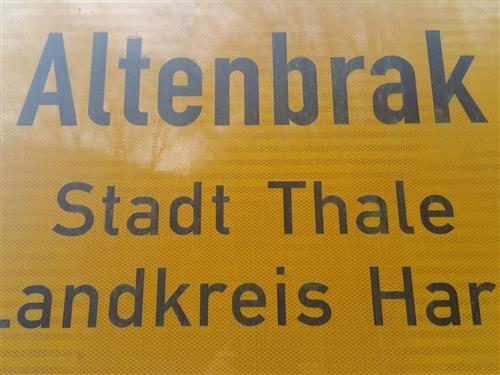 Altenbrak
Stadt Thale
Landkreis Har